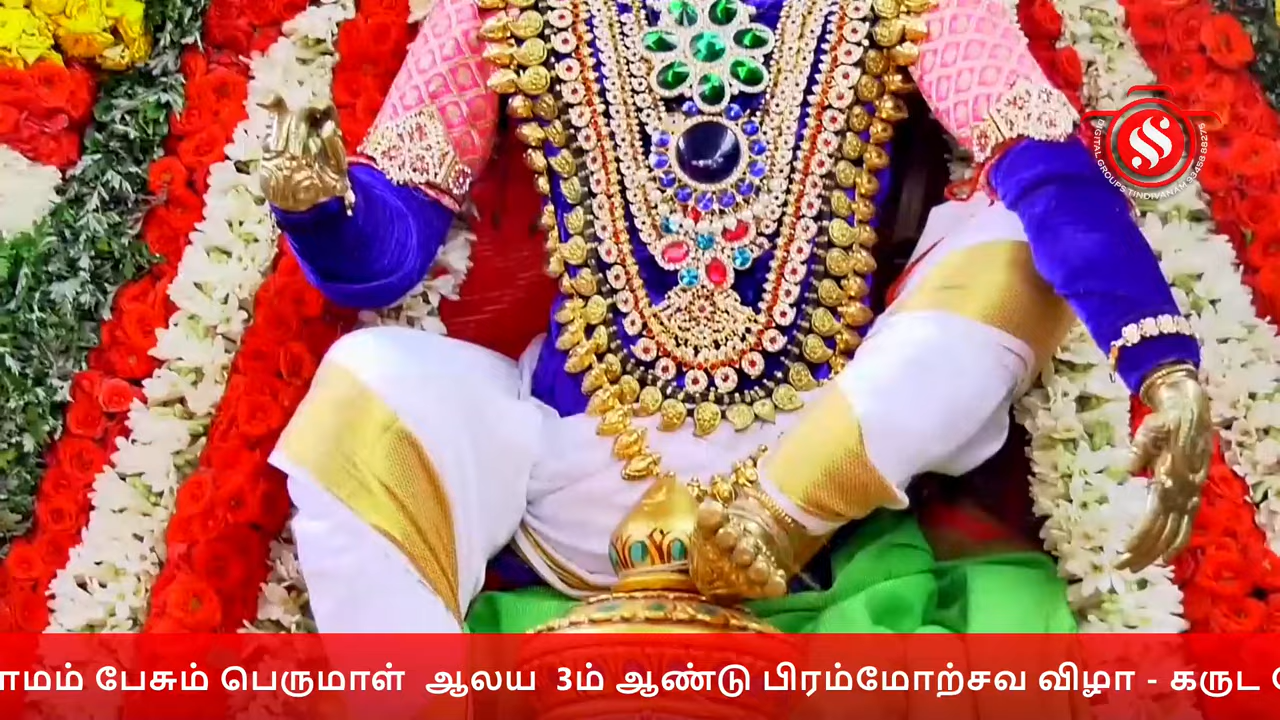 S
DIGITAL GROUPS TINDIVANAM
பேசும் பெருமாள் ஆலய 3ம் ஆண்டு பிரம்மோற்சவ விழா - கருட